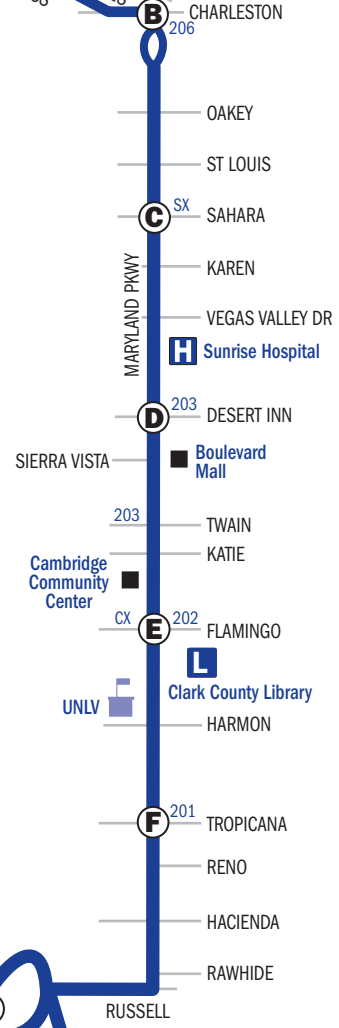 B CHARLESTON
206
OAKEY
ST LOUIS
SX
C SAHARA
KAREN
MARYLAND PKWY
VEGAS VALLEY DR
H Sunrise Hospital
203
D DESERT INN
SIERRA VISTA
Boulevard
Mall
203
TWAIN
KATIE
Cambridge
Community
Center
CX E 202
FLAMINGO
L
Clark County Library
UNLV
HARMON
201
F TROPICANA
RENO
HACIENDA
RAWHIDE
RUSSELL